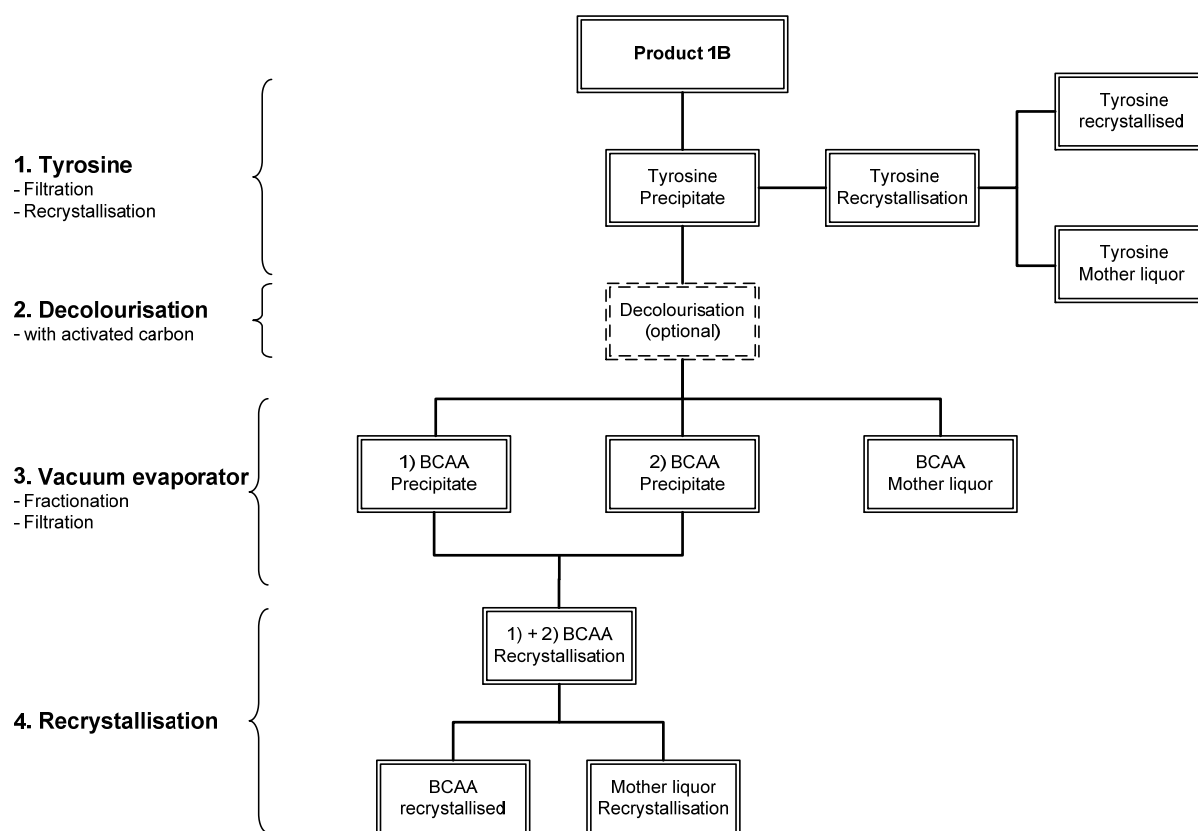 Product 1B
1. Tyrosine
- Filtration
- Recrystallisation
Tyrosine
Precipitate
Tyrosine
Recrystallisation
Tyrosine
recrystallised
Tyrosine
Mother liquor
2. Decolourisation
- with activated carbon
Decolourisation
(optional)
3. Vacuum evaporator
- Fractionation
- Filtration
1) BCAA
Precipitate
2) BCAA
Precipitate
BCAA
Mother liquor
4. Recrystallisation
1) + 2) BCAA
Recrystallisation
BCAA
recrystallised
Mother liquor
Recrystallisation